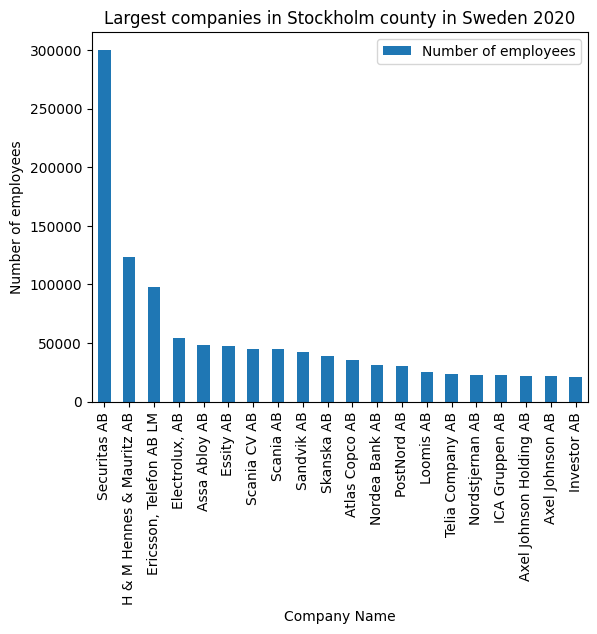 Largest companies in Stockholm county in Sweden 2020
Number of employees
Number of employees
300000
250000
200000
150000
100000
50000
0
Securitas AB
H & M Hennes & Mauritz AB
Ericsson, Telefon AB LM
Electrolux, AB
Assa Abloy AB
Essity AB
Scania CV AB
Scania AB
Sandvik AB
Skanska AB
Atlas Copco AB
Nordea Bank AB
PostNord AB
Loomis AB
Telia Company AB
Nordstjernan AB
ICA Gruppen AB
Axel Johnson Holding AB
Axel Johnson AB
Investor AB
Company Name